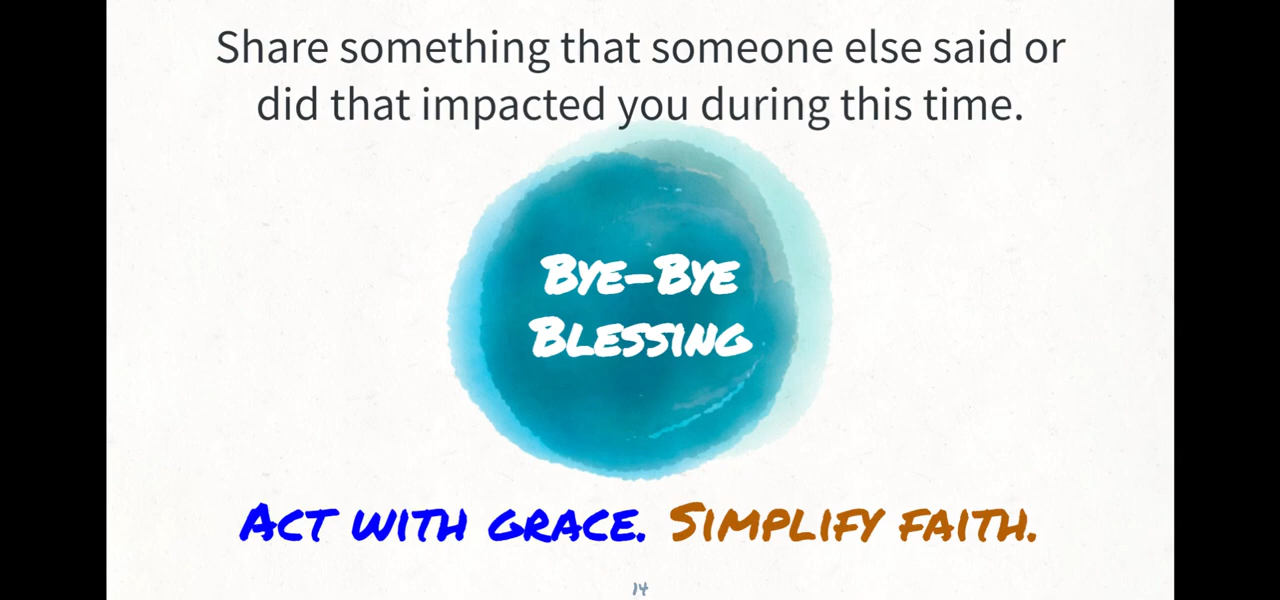 Share something that someone else said or
did that impacted you during this time.
Bye-Bye
Blessing
Act with grace. Simplify faith.
14